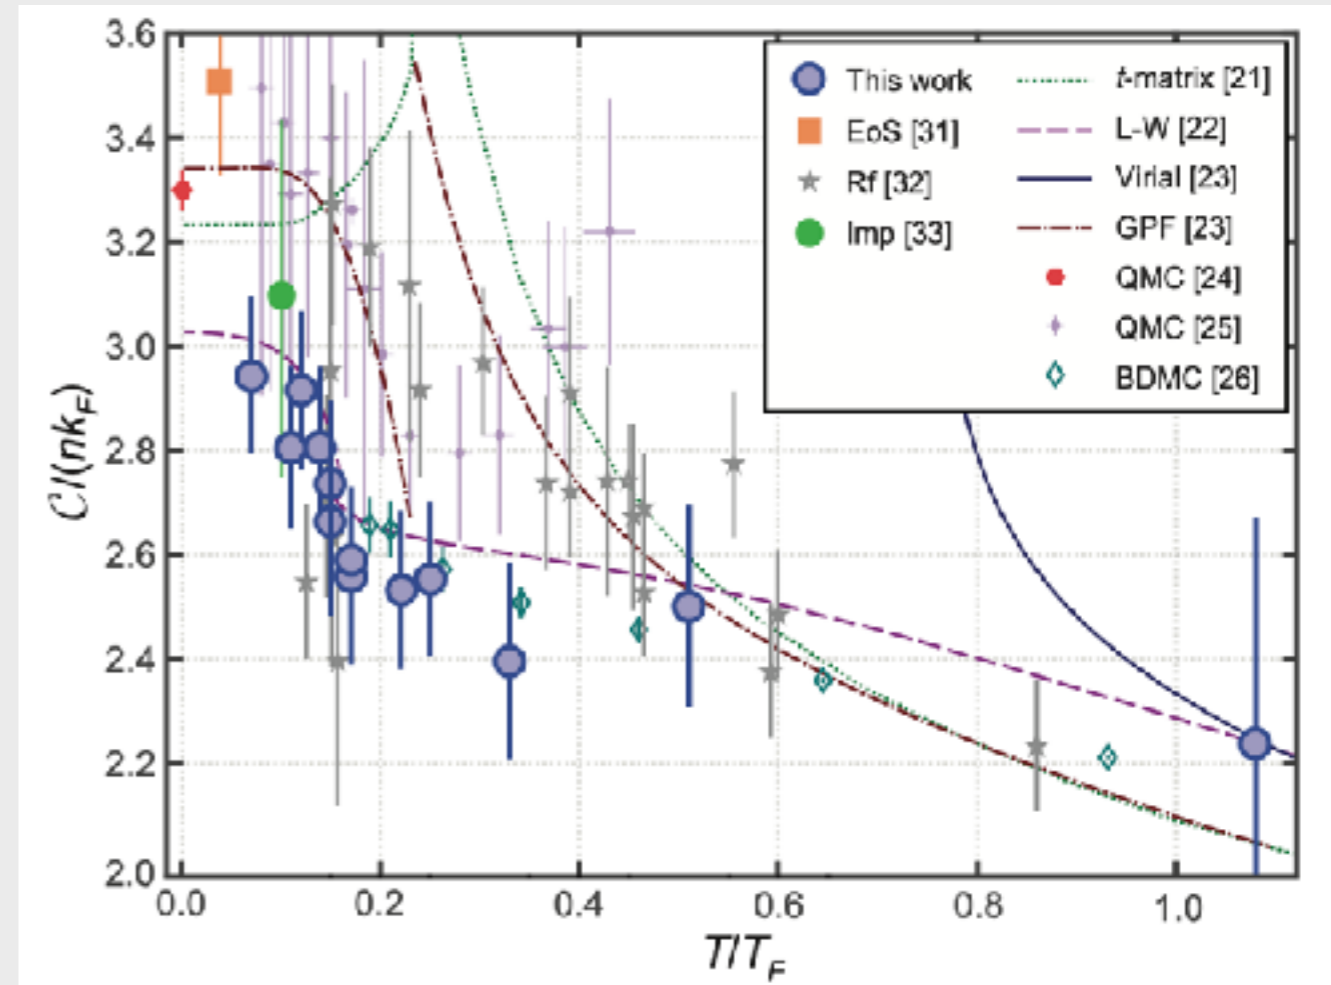 3.6
3.4
3.2
3.0
2.8
2.6
2.4
2.2
2.0
C/(nkF)
0.0 0.2 0.4 0.6 0.8 1.0
T/TF
This work
EoS [31]
Rf [32]
Imp [33]
t-matrix [21]
L-W [22]
Virial [23]
GPF [23]
QMC [24]
QMC [25]
BDMC [26]